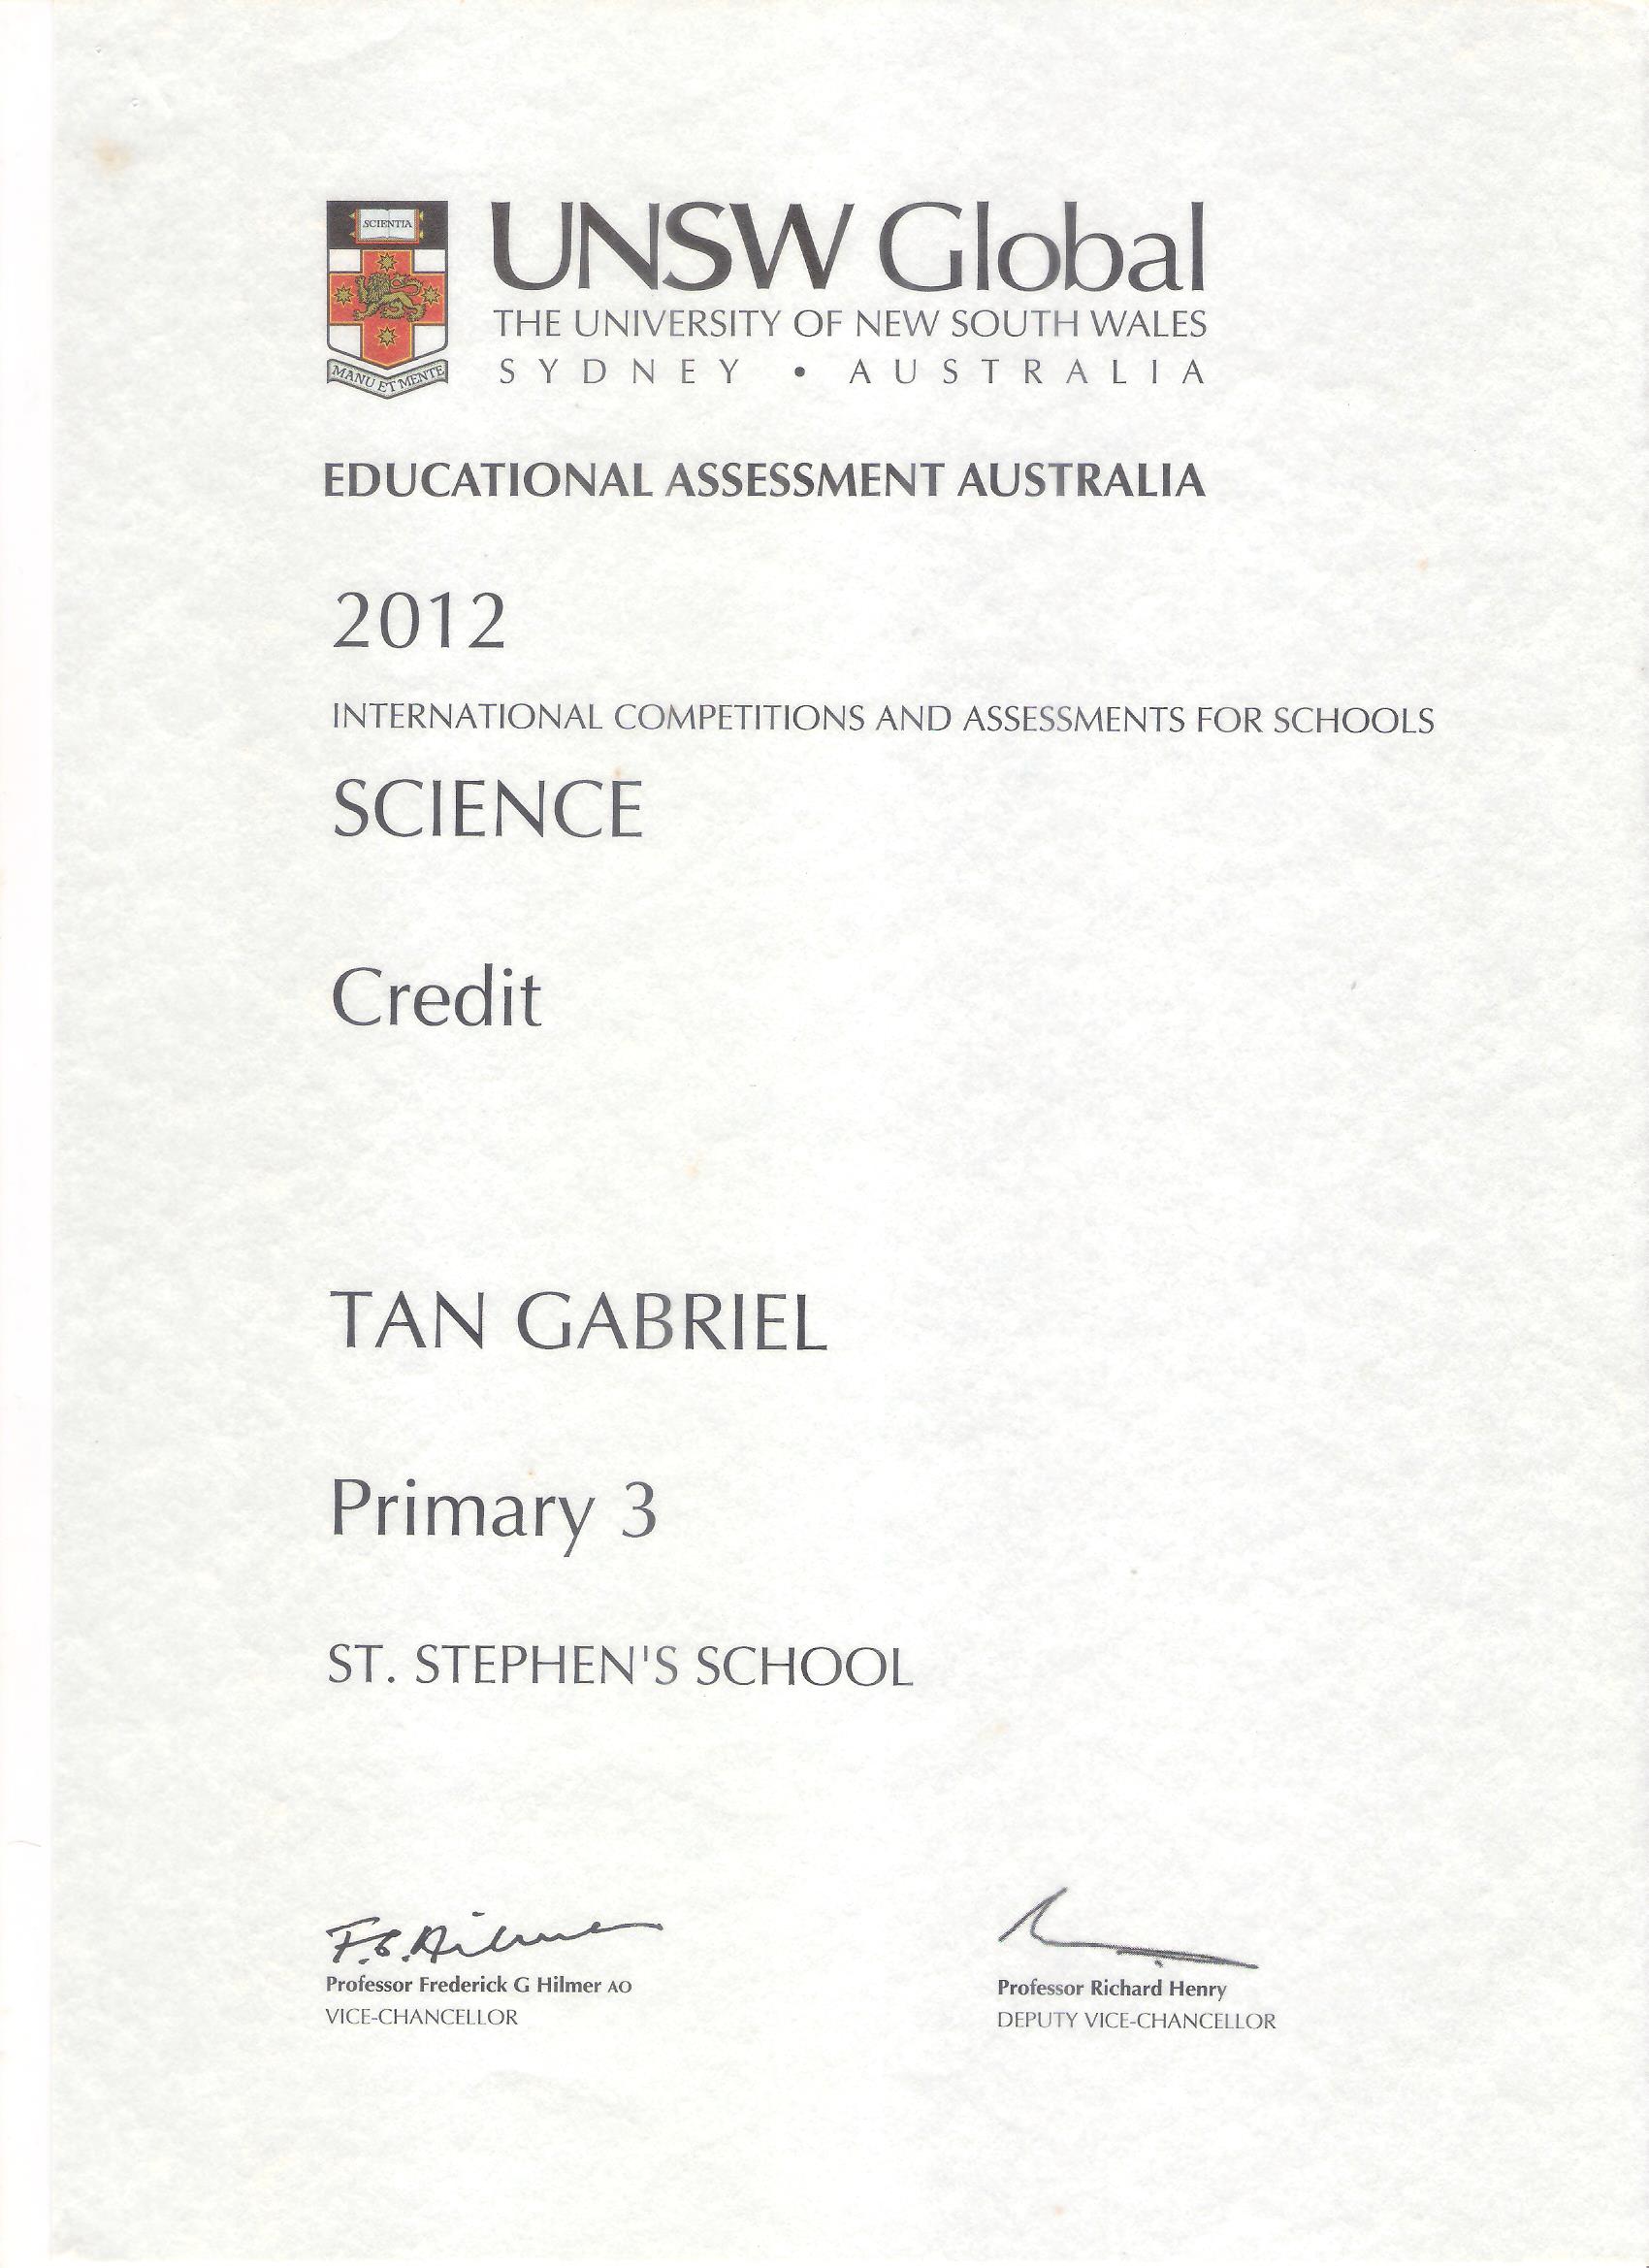 SCIENTIA
MANU ET MENTE
UNSW Global
THE UNIVERSITY OF NEW SOUTH WALES
SYDNEY • AUSTRALIA
EDUCATIONAL ASSESSMENT AUSTRALIA
2012
INTERNATIONAL COMPETITIONS AND ASSESSMENTS FOR SCHOOLS
SCIENCE
Credit
TAN GABRIEL
Primary 3
ST. STEPHEN'S SCHOOL
F.G. Hilmer
Professor Frederick G Hilmer AO
VICE-CHANCELLOR
Professor Richard Henry
DEPUTY VICE-CHANCELLOR